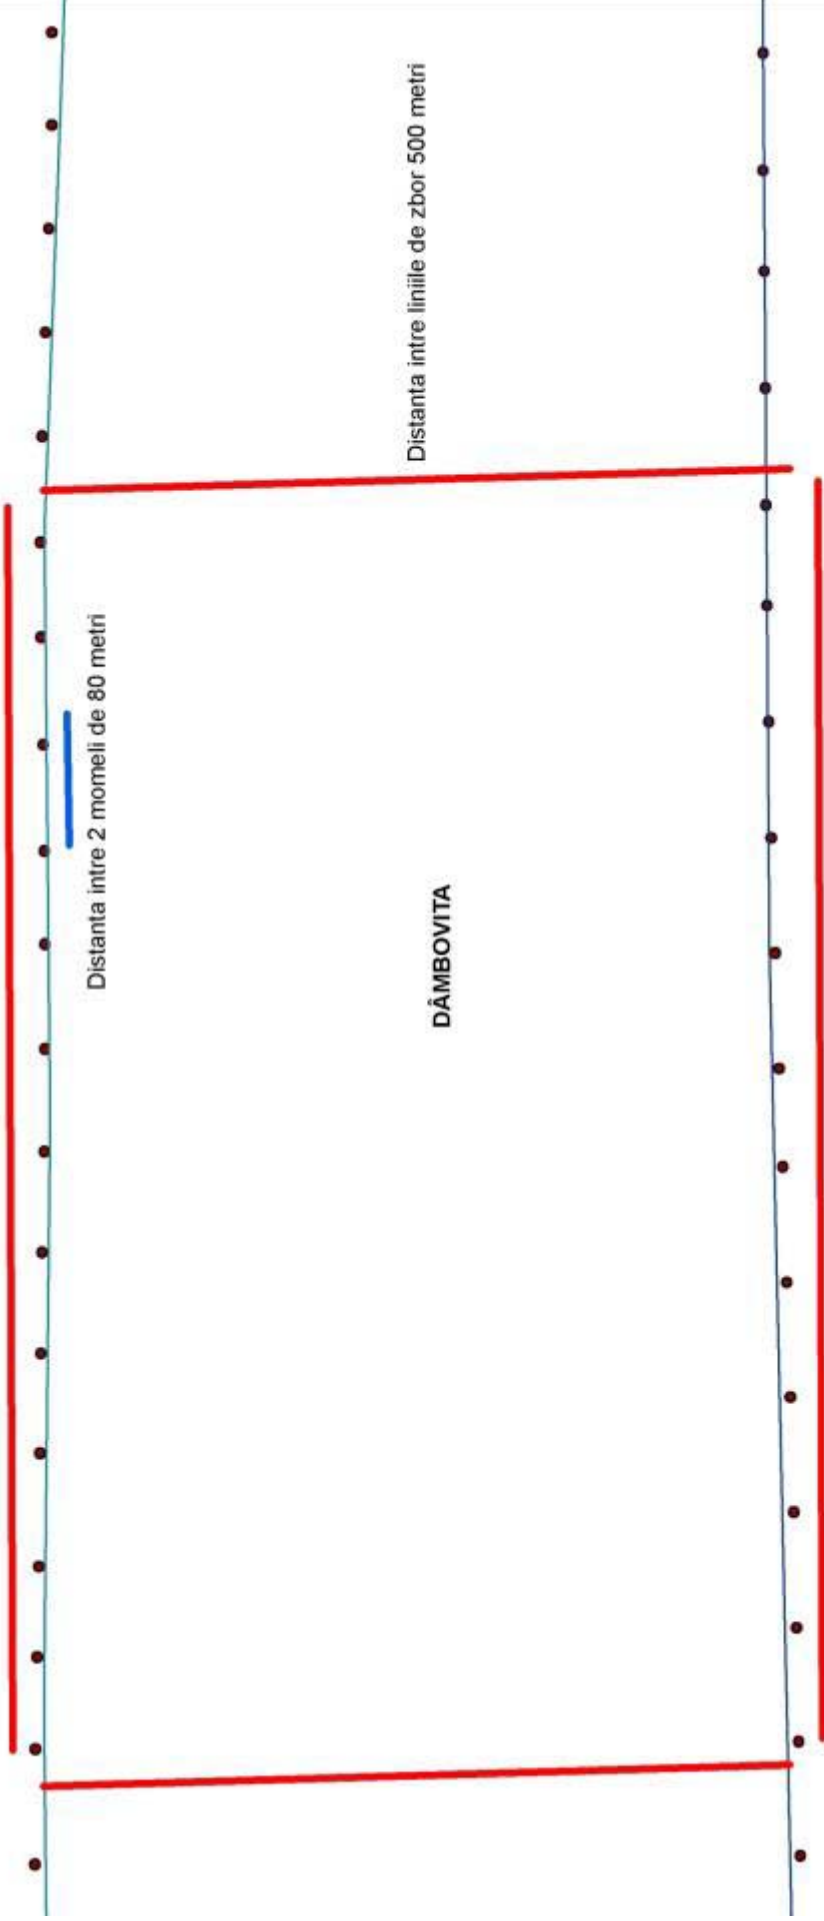 Distanta intre 2 momeli de 80 metri
Distanta intre liniile de zbor 500 metri
DÂMBOVITA